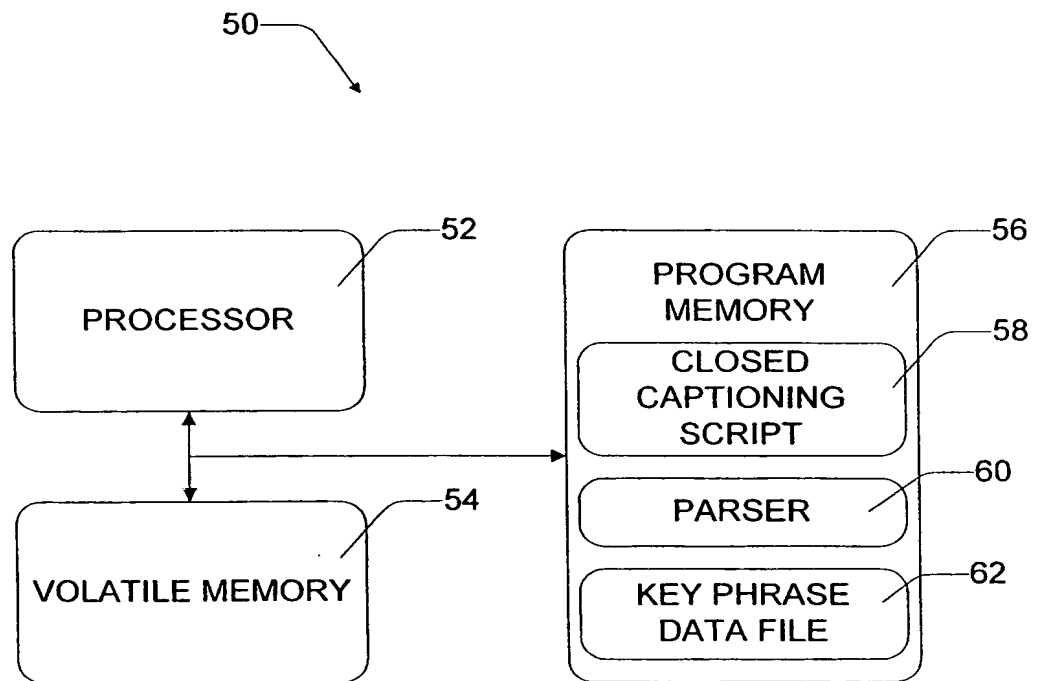 50
52
PROCESSOR
54
VOLATILE MEMORY
56
PROGRAM
MEMORY
58
CLOSED
CAPTIONING
SCRIPT
60
PARSER
62
KEY PHRASE
DATA FILE